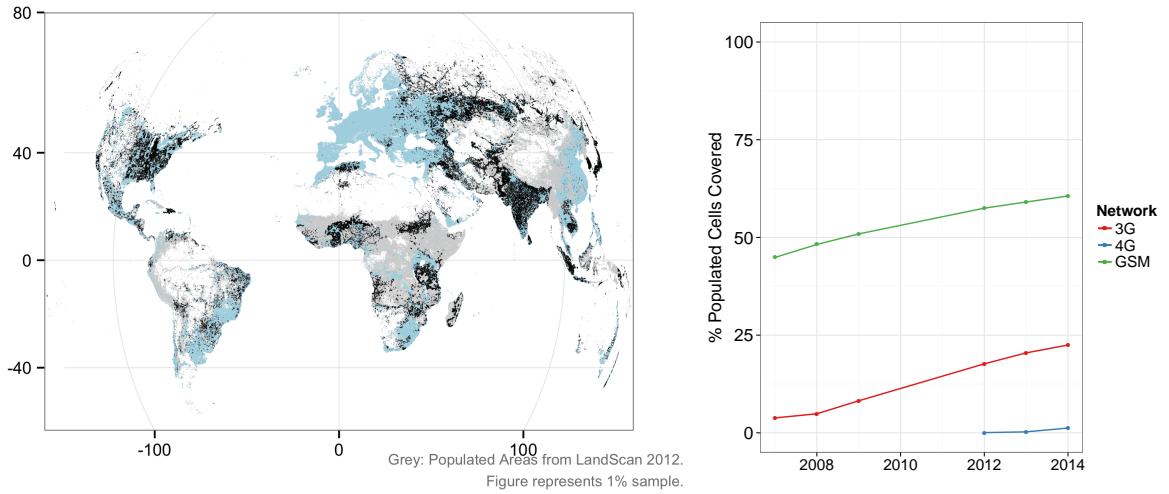 80
40
0
-40
-100
0
100
Grey: Populated Areas from LandScan 2012.
Figure represents 1% sample.
% Populated Cells Covered
100
75
50
25
0
2008
2010
2012
2014
Network
3G
4G
GSM